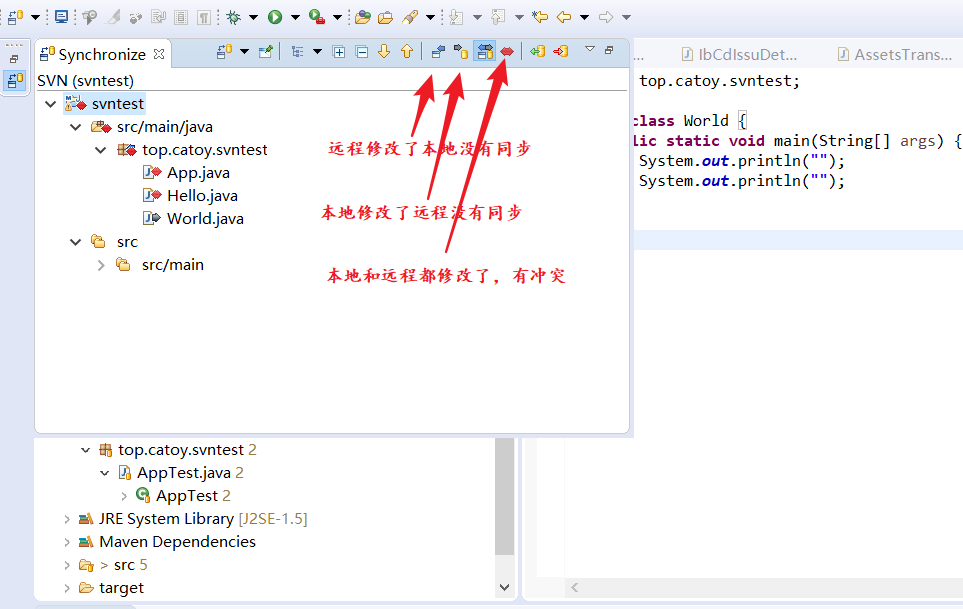 Synchronize
IbCdIssuDet...
AssetsTrans...
SVN (svntest)
svntest
src/main/java
top.catoy.svntest
App.java
Hello.java
World.java
src
src/main
远程修改了本地没有同步
本地修改了远程没有同步
本地和远程都修改了，有冲突
top.catoy.svntest;
class World {
lic static void main(String[] args) {
System.out.println("");
System.out.println("");
top.catoy.svntest 2
AppTest.java 2
AppTest 2
JRE System Library [J2SE-1.5]
Maven Dependencies
> src 5
target